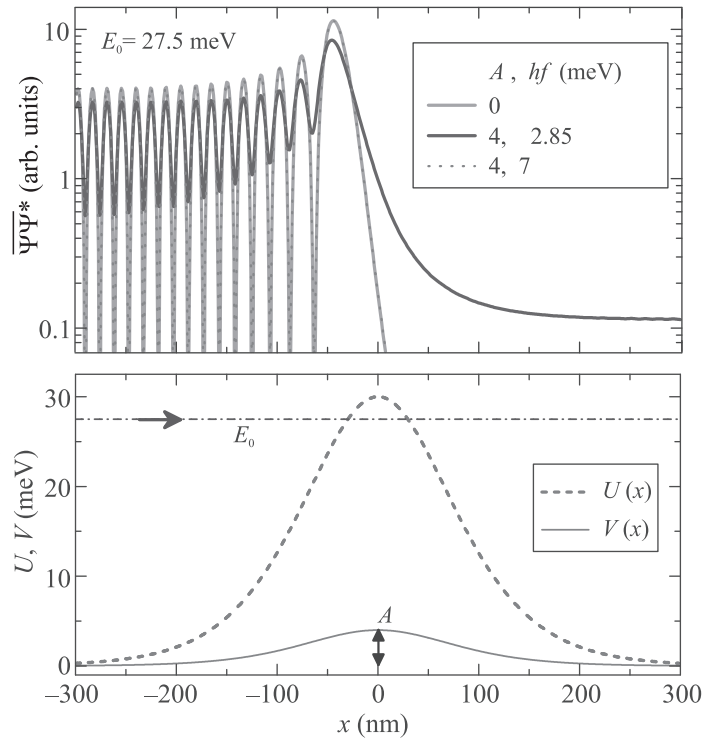 E₀= 27.5 meV
A , hf (meV)
0
4, 2.85
4, 7
10
1
0.1
ΨΨ* (arb. units)
30
20
10
0
U, V (meV)
E₀
A
U (x)
V (x)
–300 –200 –100 0 100 200 300
x (nm)